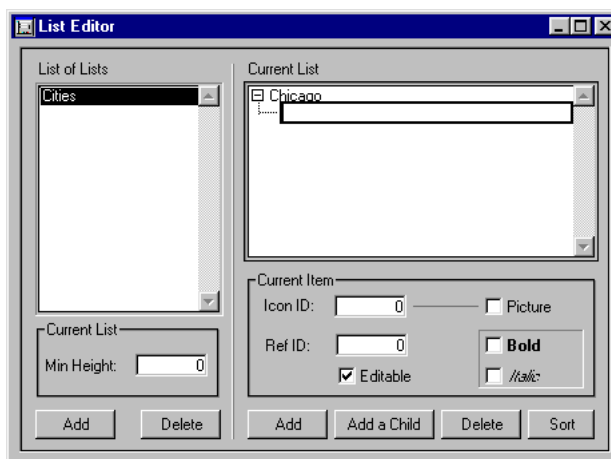 List Editor
List of Lists
Cities
Current List
Min Height: 0
Add Delete
Current List
Chicago
Current Item
Icon ID: 0 Picture
Ref ID: 0 Bold
Editable Italic
Add Add a Child Delete Sort